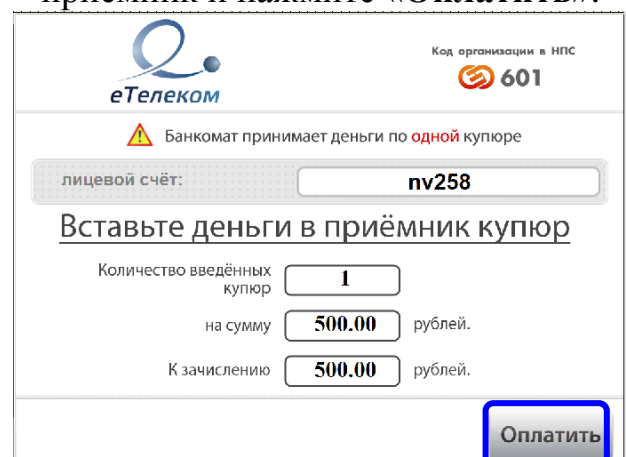 приёмник и нажмите «Оплатить».
еТелеком
Код организации в НПС
601
Банкомат принимает деньги по одной купюре
лицевой счёт: nv258
Вставьте деньги в приёмник купюр
Количество введённых
купюр 1
на сумму 500.00 рублей.
К зачислению 500.00 рублей.
Оплатить